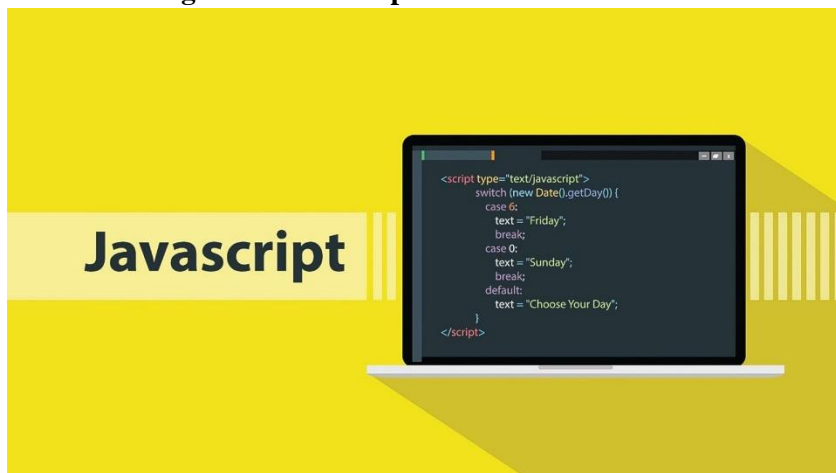 Javascript
<script type="text/javascript">
switch (new Date().getDay()) {
case 6:
text = "Friday";
break;
case 0:
text = "Sunday";
break;
default:
text = "Choose Your Day";
}
</script>